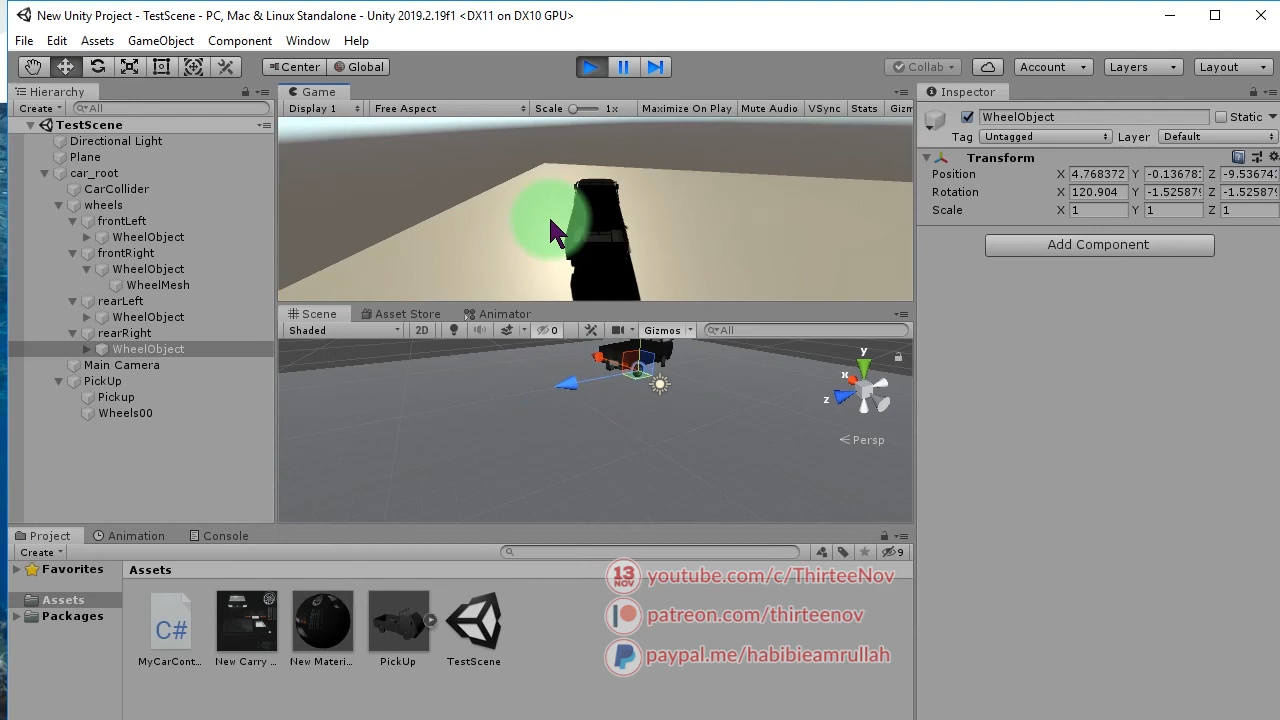 New Unity Project - TestScene - PC, Mac & Linux Standalone - Unity 2019.2.19f1 <DX11 on DX10 GPU>
File Edit Assets GameObject Component Window Help
Center Global Collab Account Layers Layout
Hierarchy
Create All
TestScene
Directional Light
Plane
car_root
CarCollider
wheels
frontLeft
WheelObject
frontRight
WheelObject
WheelMesh
rearLeft
WheelObject
rearRight
WheelObject
Main Camera
PickUp
Pickup
Wheels00
Game
Display 1 Free Aspect Scale 1x Maximize On Play Mute Audio VSync Stats Gizm
Scene Asset Store Animator
Shaded 2D 0 Gizmos All
y
x
z
Persp
Inspector
WheelObject Static
Tag Untagged Layer Default
Transform
Position X 4.768372 Y -0.13678 Z -9.53674
Rotation X 120.904 Y -1.52587 Z -1.52587
Scale X 1 Y 1 Z 1
Add Component
Project Animation Console
Create 9
Favorites
Assets
Packages
Assets
C#
MyCarCont... New Carry ... New Materi... PickUp TestScene
13 NOV youtube.com/c/ThirteeNov
patreon.com/thirteenov
paypal.me/habibieamrullah